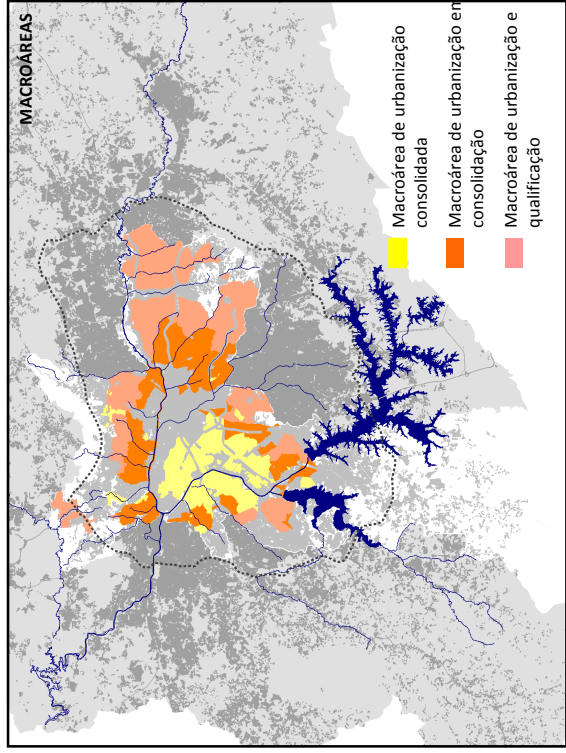 MACROÁREAS
Macroárea de urbanização
consolidada
Macroárea de urbanização em
consolidação
Macroárea de urbanização e
qualificação